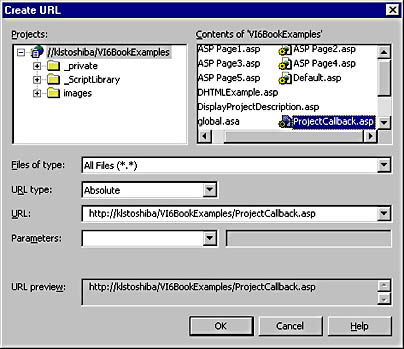 Create URL
Projects:
Contents of 'VI6BookExamples'
//klstoshiba/VI6BookExamples
_private
_ScriptLibrary
images
ASP Page1.asp ASP Page2.asp
ASP Page3.asp ASP Page4.asp
ASP Page5.asp Default.asp
DHTMLExample.asp
DisplayProjectDescription.asp
global.asa ProjectCallback.asp
Files of type: All Files (*.*)
URL type: Absolute
URL: http://klstoshiba/VI6BookExamples/ProjectCallback.asp
Parameters:
URL preview: http://klstoshiba/VI6BookExamples/ProjectCallback.asp
OK Cancel Help